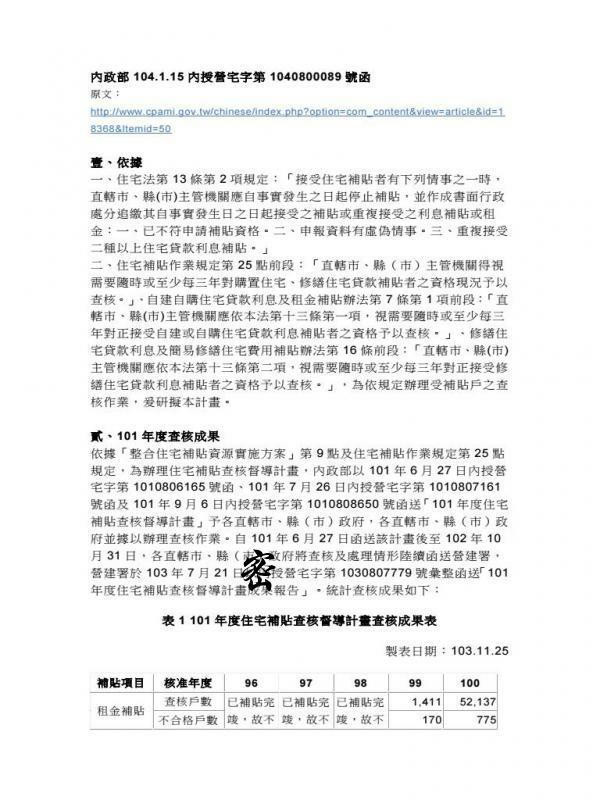 內政部 104.1.15 內授營宅字第 1040800089 號函
原文：
http://www.cpami.gov.tw/chinese/index.php?option=com_content&view=article&id=1
8368&Itemid=50
壹、依據
一、住宅法第 13 條第 2 項規定：「接受住宅補貼者有下列情事之一時，
直轄市、縣(市)主管機關應自事實發生之日起停止補貼，並作成書面行政
處分追繳其自事實發生日之日起接受之補貼或重複接受之利息補貼或租
金：一、已不符申請補貼資格。二、申報資料有虛偽情事。三、重複接受
二種以上住宅貸款利息補貼。」
二、住宅補貼作業規定第 25 點前段：「直轄市、縣（市）主管機關得視
需要隨時或至少每三年對購置住宅、修繕住宅貸款補貼者之資格現況予以
查核。」、自建自購住宅貸款利息及租金補貼辦法第 7 條第 1 項前段：「直
轄市、縣(市)主管機關應依本法第十三條第一項，視需要隨時或至少每三
年對正接受自建或自購住宅貸款利息補貼者之資格予以查核。」、修繕住
宅貸款利息及簡易修繕住宅費用補貼辦法第 16 條前段：「直轄市、縣(市)
主管機關應依本法第十三條第二項，視需要隨時或至少每三年對正接受修
繕住宅貸款利息補貼者之資格予以查核。」，為依規定辦理受補貼戶之查
核作業，爰研擬本計畫。
貳、101 年度查核成果
依據「整合住宅補貼資源實施方案」第 9 點及住宅補貼作業規定第 25 點
規定，為辦理住宅補貼查核督導計畫，內政部以 101 年 6 月 27 日內授營
宅字第 1010806165 號函、101 年 7 月 26 日內授營宅字第 1010807161
號函及 101 年 9 月 6 日內授營宅字第 1010808650 號函送「101 年度住宅
補貼查核督導計畫」予各直轄市、縣（市）政府，各直轄市、縣（市）政
府並據以辦理查核作業。自 101 年 6 月 27 日函送該計畫後至 102 年 10
月 31 日，各直轄市、縣（市 政府將查核及處理情形陸續函送營建署，
密
營建署於 103 年 7 月 21 日 授營宅字第 1030807779 號彙整函送「101
年度住宅補貼查核督導計畫成果報告」。統計查核成果如下：
表 1 101 年度住宅補貼查核督導計畫查核成果表
製表日期：103.11.25
補貼項目 核准年度 96 97 98 99 100
租金補貼 查核戶數 已補貼完 已補貼完 已補貼完 1,411 52,137
不合格戶數 竣，故不 竣，故不 竣，故不 170 775